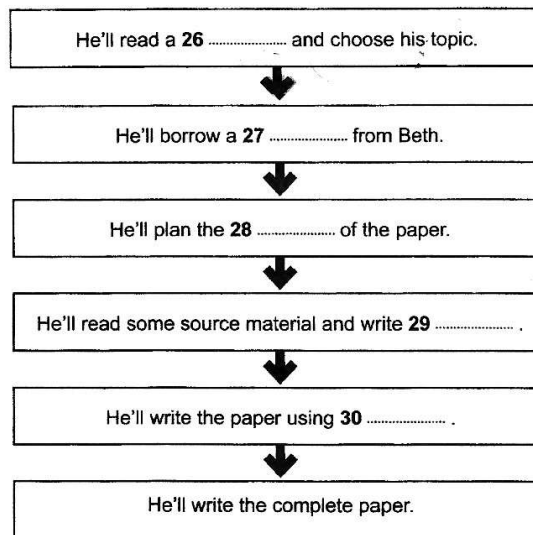 He'll read a 26 .................... and choose his topic.
He'll borrow a 27 .................... from Beth.
He'll plan the 28 .................... of the paper.
He'll read some source material and write 29 .................... .
He'll write the paper using 30 .................... .
He'll write the complete paper.